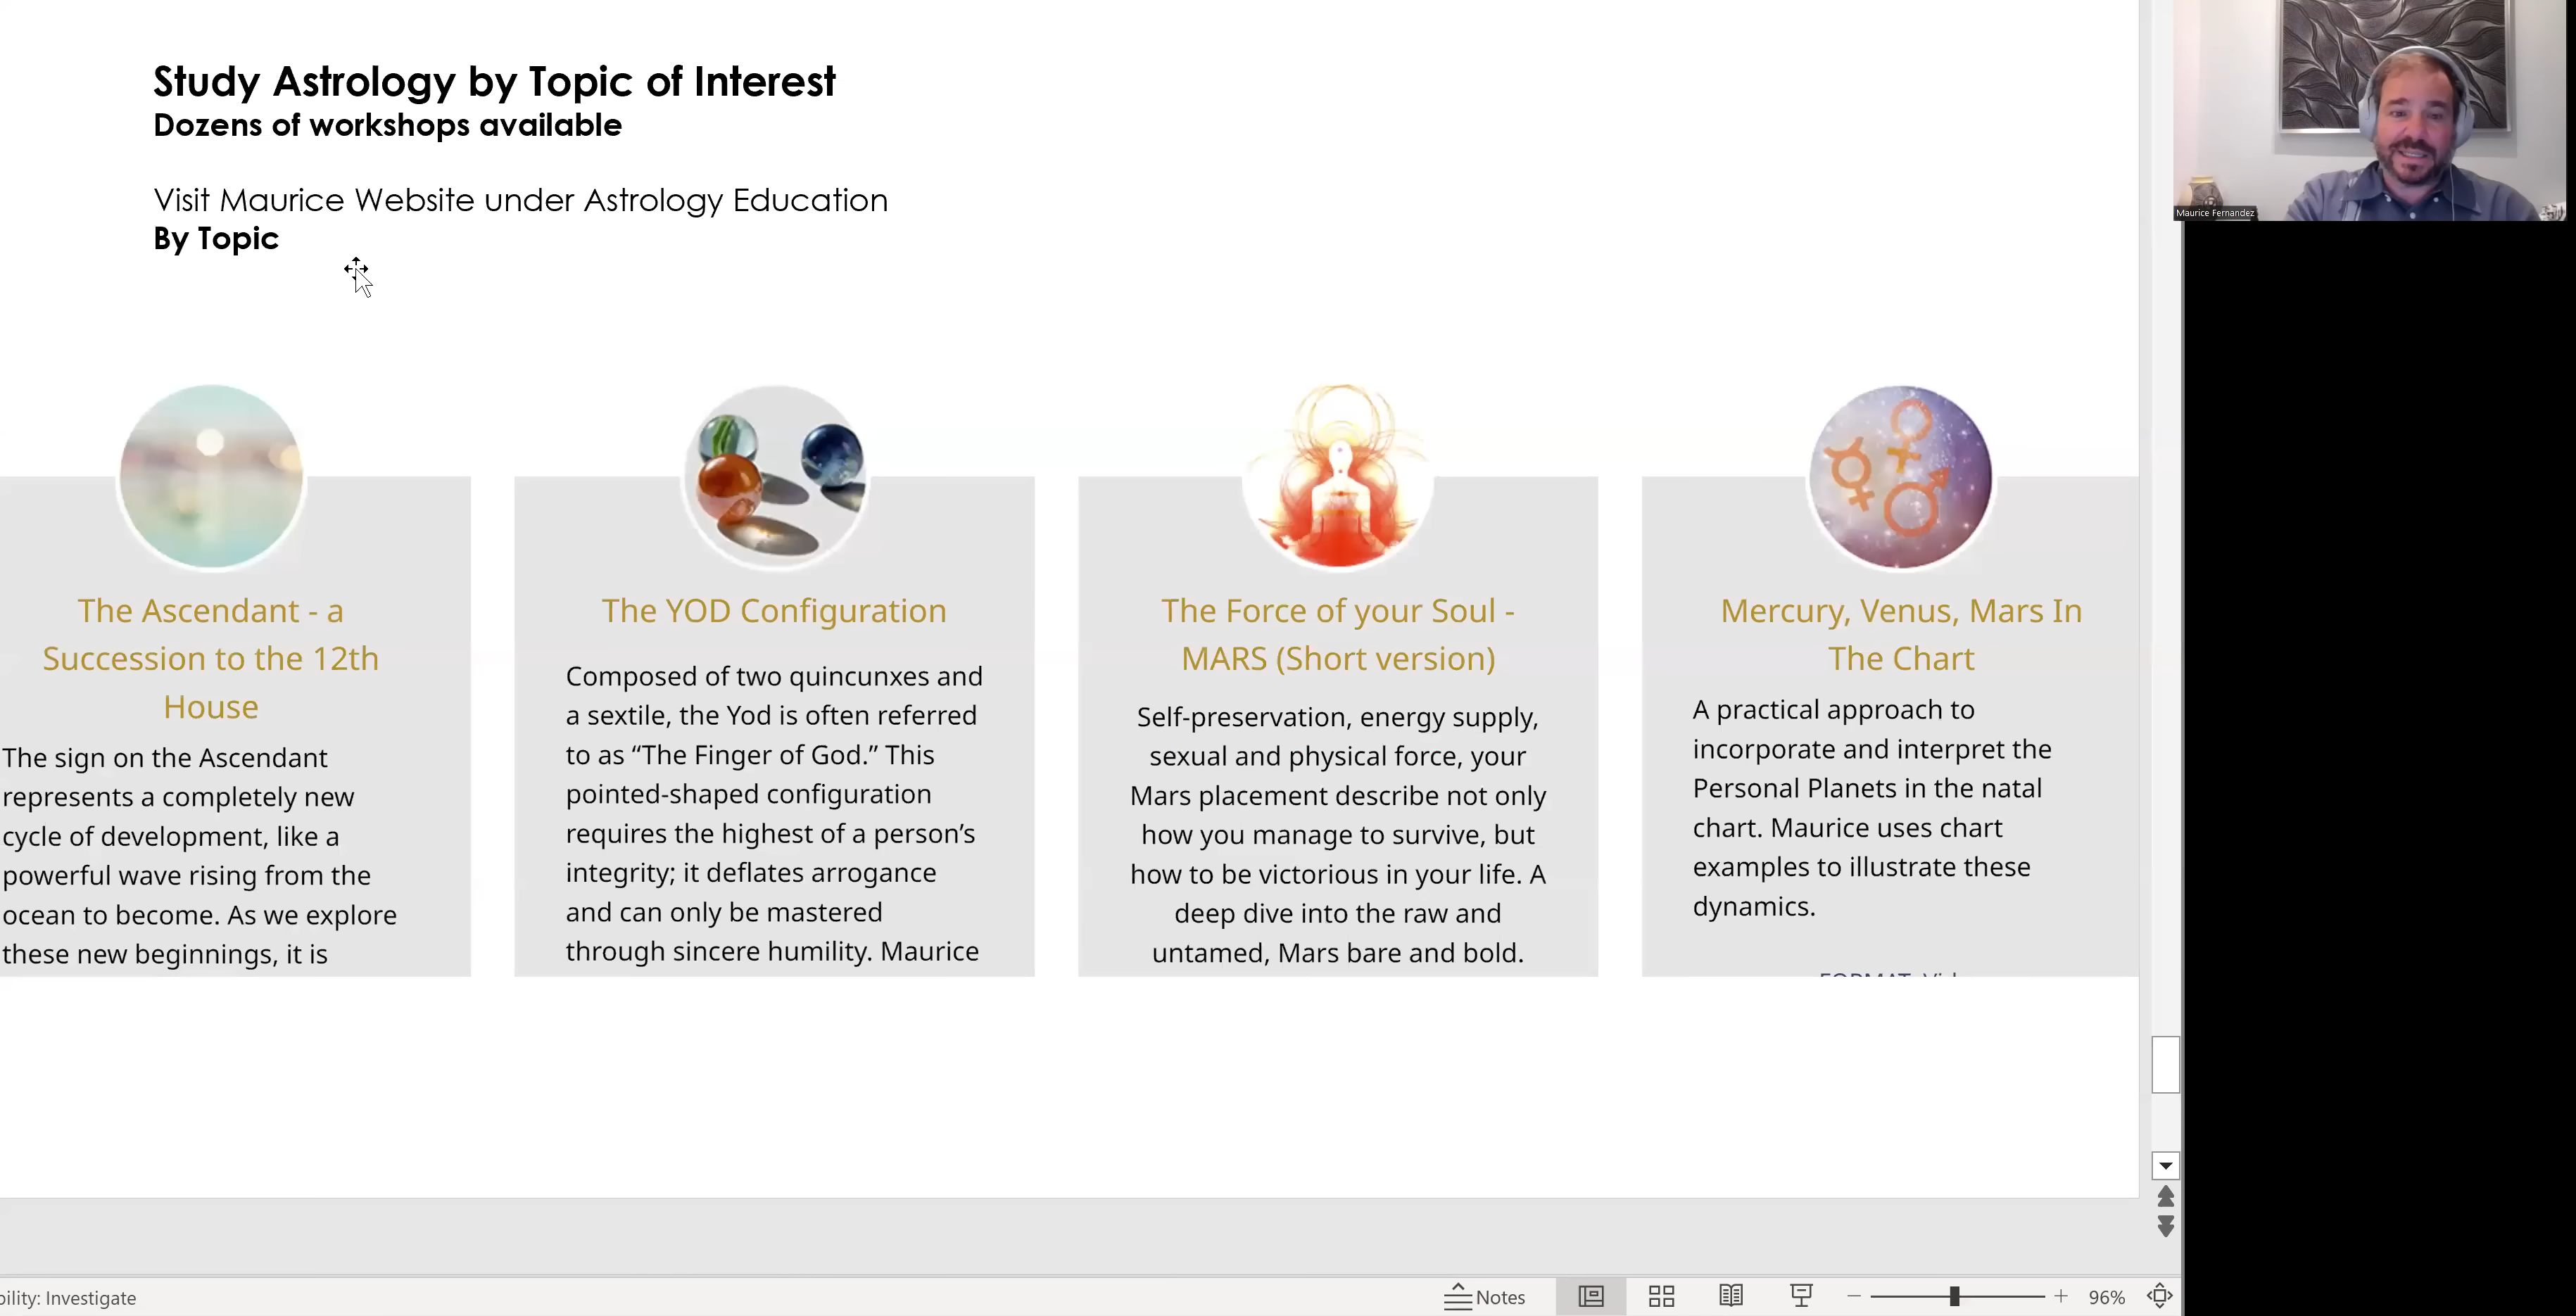 Study Astrology by Topic of Interest
Dozens of workshops available
Visit Maurice Website under Astrology Education
By Topic
Maurice Fernandez
The Ascendant - a
Succession to the 12th
House
The sign on the Ascendant
represents a completely new
cycle of development, like a
powerful wave rising from the
ocean to become. As we explore
these new beginnings, it is
The YOD Configuration
Composed of two quincunxes and
a sextile, the Yod is often referred
to as “The Finger of God.” This
pointed-shaped configuration
requires the highest of a person’s
integrity; it deflates arrogance
and can only be mastered
through sincere humility. Maurice
The Force of your Soul -
MARS (Short version)
Self-preservation, energy supply,
sexual and physical force, your
Mars placement describe not only
how you manage to survive, but
how to be victorious in your life. A
deep dive into the raw and
untamed, Mars bare and bold.
Mercury, Venus, Mars In
The Chart
A practical approach to
incorporate and interpret the
Personal Planets in the natal
chart. Maurice uses chart
examples to illustrate these
dynamics.
Investigate
Notes
96%